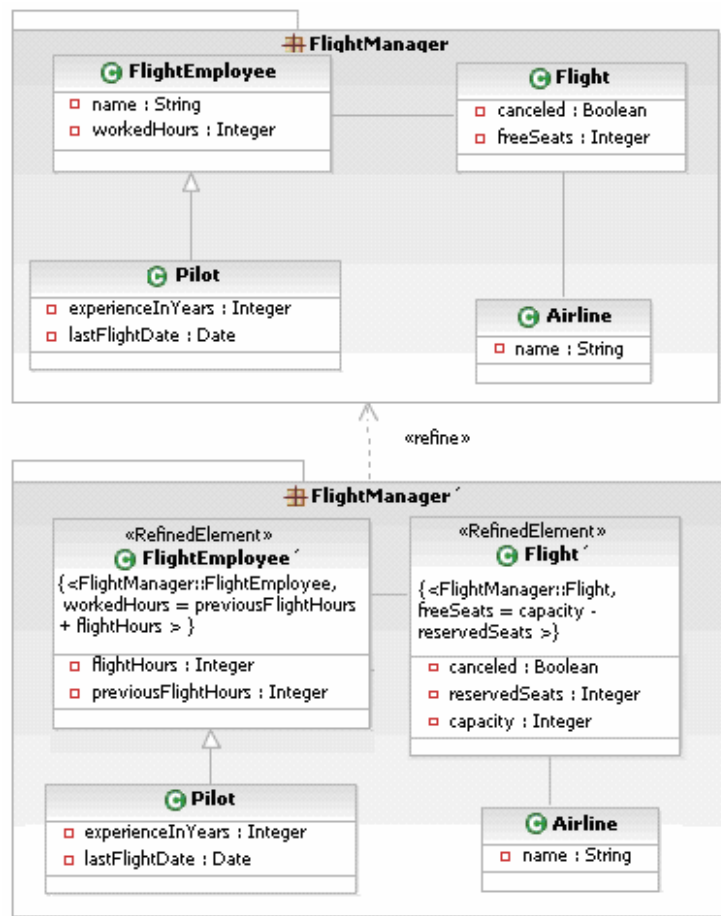 FlightManager
FlightEmployee
name : String
workedHours : Integer
Flight
canceled : Boolean
freeSeats : Integer
Pilot
experienceInYears : Integer
lastFlightDate : Date
Airline
name : String
«refine»
FlightManager´
«RefinedElement»
FlightEmployee´
{<FlightManager::FlightEmployee,
workedHours = previousFlightHours
+ flightHours > }
flightHours : Integer
previousFlightHours : Integer
«RefinedElement»
Flight´
{<FlightManager::Flight,
freeSeats = capacity -
reservedSeats >}
canceled : Boolean
reservedSeats : Integer
capacity : Integer
Pilot
experienceInYears : Integer
lastFlightDate : Date
Airline
name : String